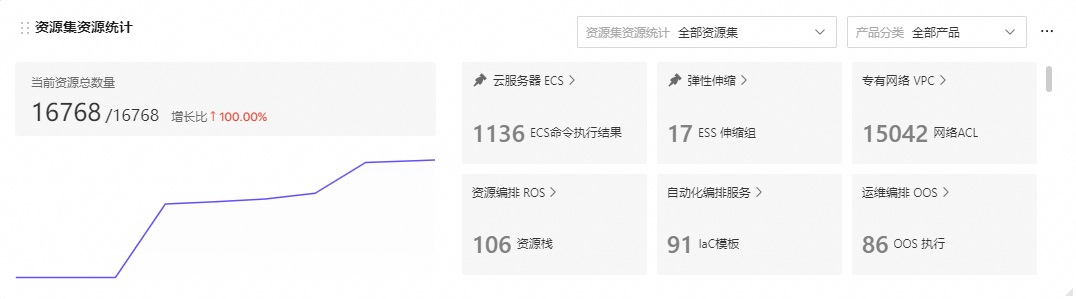 资源集资源统计
资源集资源统计 全部资源集
产品分类 全部产品
当前资源总数量
16768 /16768 增长比↑100.00%
云服务器 ECS
1136 ECS命令执行结果
弹性伸缩
17 ESS 伸缩组
专有网络 VPC
15042 网络ACL
资源编排 ROS
106 资源栈
自动化编排服务
91 IaC模板
运维编排 OOS
86 OOS 执行